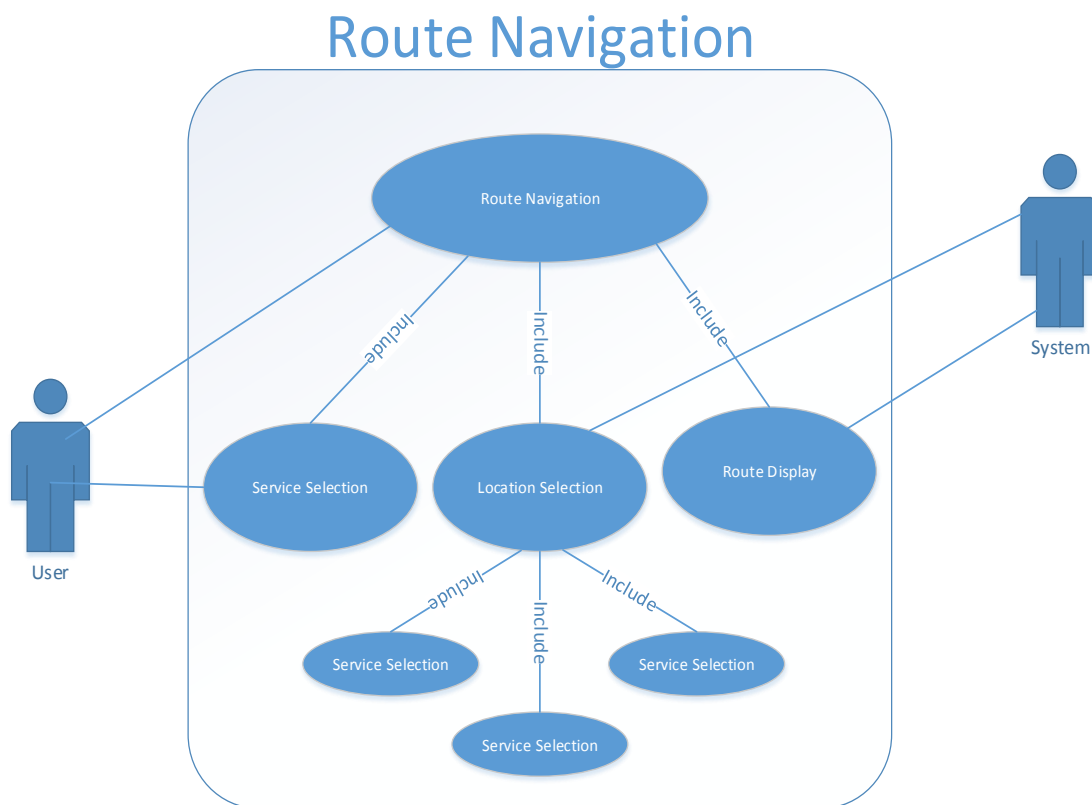 Route Navigation
Route Navigation
System
Include
Include
Include
User
Service Selection
Location Selection
Route Display
Include
Include
Include
Service Selection
Service Selection
Service Selection